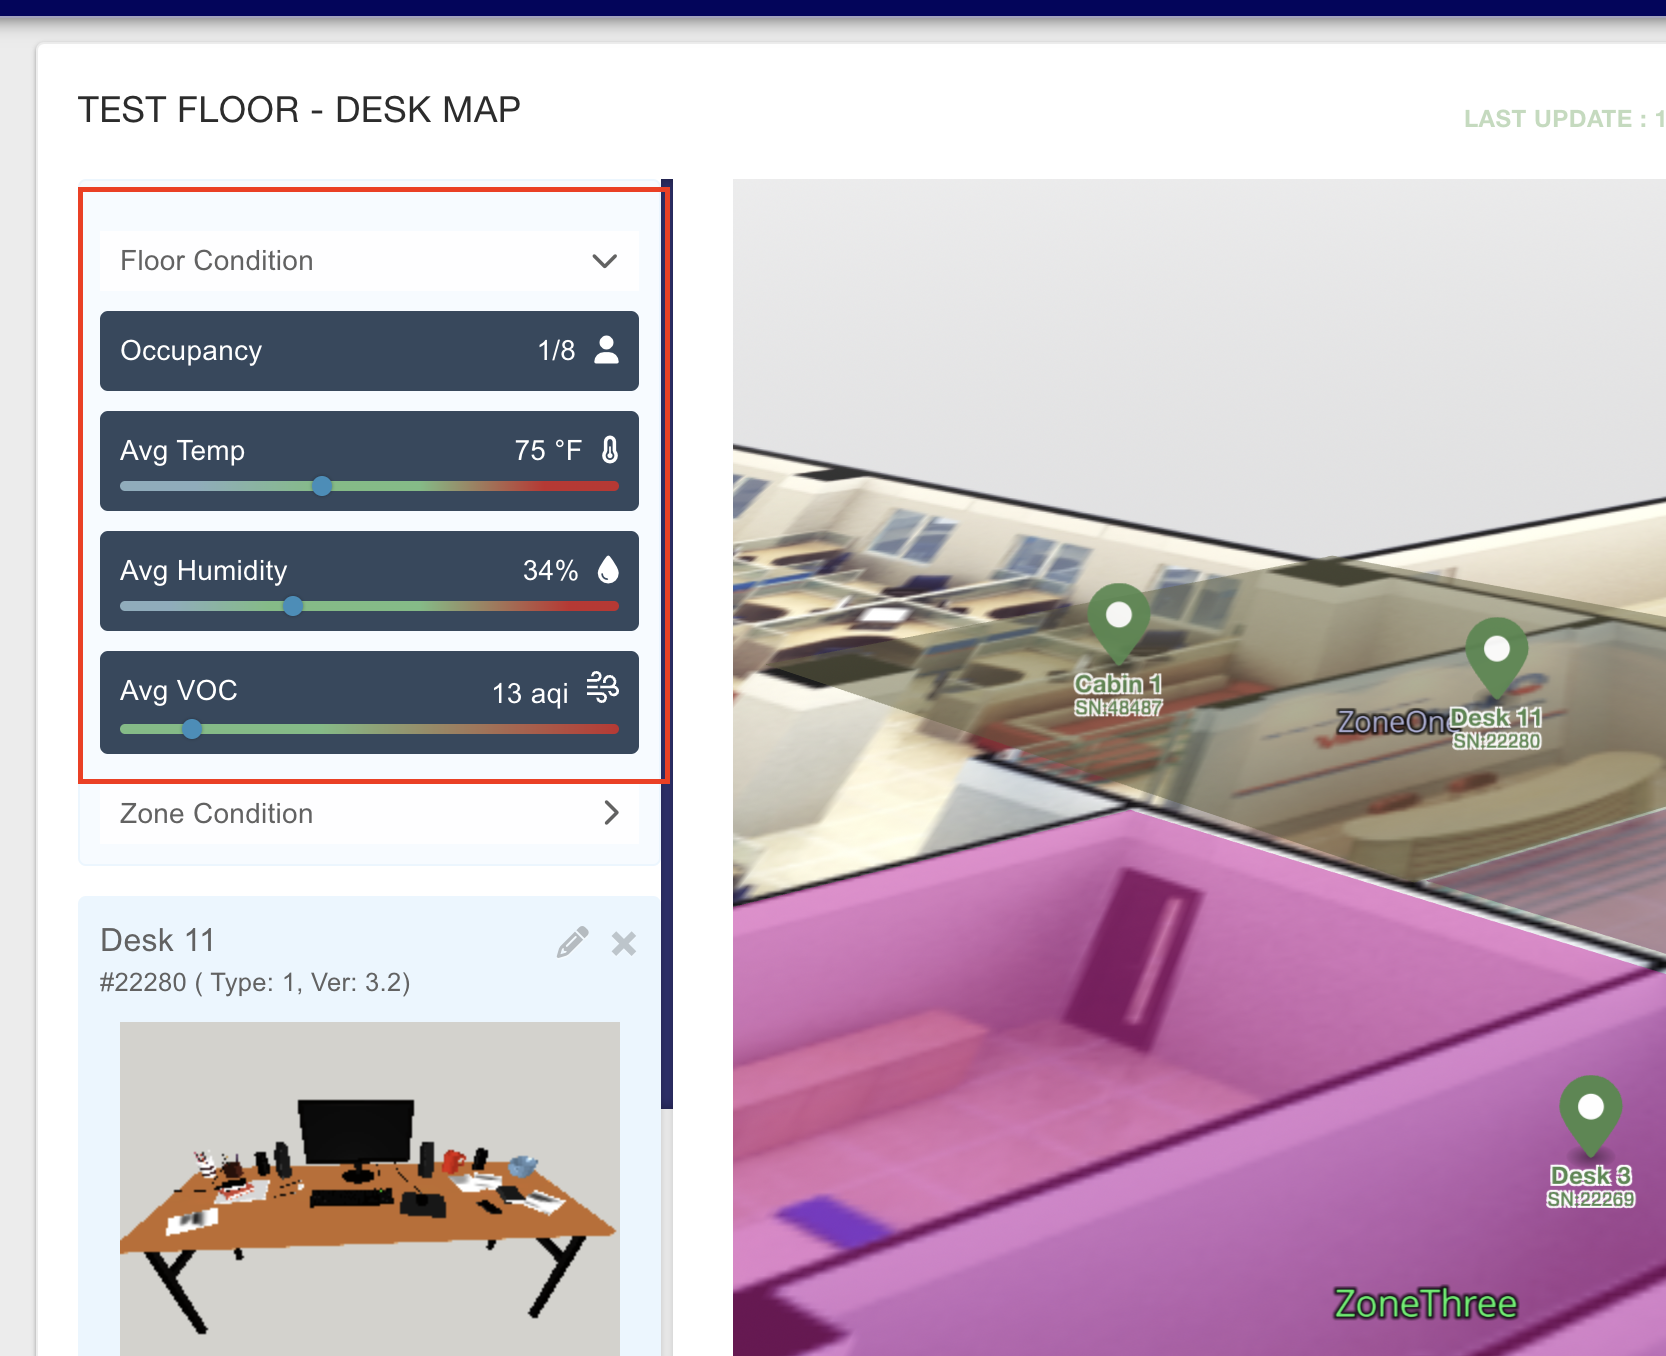 TEST FLOOR - DESK MAP
LAST UPDATE : 1
Floor Condition
Occupancy 1/8
Avg Temp 75 °F
Avg Humidity 34%
Avg VOC 13 aqi
Zone Condition
Desk 11
#22280 ( Type: 1, Ver: 3.2)
Cabin 1
SN:48487
ZoneOne
Desk 11
SN:22280
Desk 3
SN:22269
ZoneThree